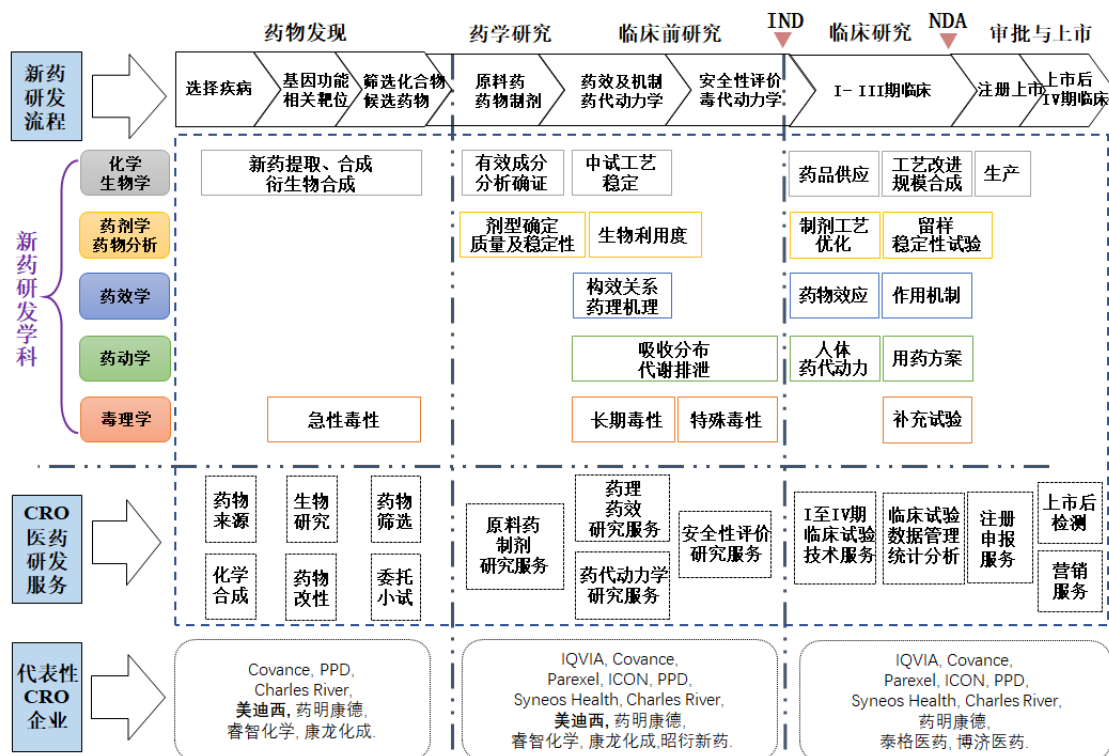 药物发现
药学研究
临床前研究
IND
临床研究
NDA
审批与上市
新药
研发
流程
选择疾病
基因功能
相关靶位
筛选化合物
候选药物
原料药
药物制剂
药效及机制
药代动力学
安全性评价
毒代动力学
I- III期临床
注册上市
上市后
IV期临床
新药研发学科
化学
生物学
新药提取、合成
衍生物合成
有效成分
分析确证
中试工艺
稳定
药品供应
工艺改进
规模合成
生产
药剂学
药物分析
剂型确定
质量及稳定性
生物利用度
制剂工艺
优化
留样
稳定性试验
药效学
构效关系
药理机理
药物效应
作用机制
药动学
吸收分布
代谢排泄
人体
药代动力
用药方案
毒理学
急性毒性
长期毒性
特殊毒性
补充试验
CRO
医药
研发
服务
药物
来源
生物
研究
药物
筛选
化学
合成
药物
改性
委托
小试
原料药
制剂
研究服务
药理
药效
研究服务
药代动力学
研究服务
安全性评价
研究服务
I至IV期
临床试验
技术服务
临床试验
数据管理
统计分析
注册
申报
服务
上市后
检测
营销
服务
代表性
CRO
企业
Covance, PPD,
Charles River,
美迪西, 药明康德,
睿智化学, 康龙化成.
IQVIA, Covance,
Parexel, ICON, PPD,
Syneos Health, Charles River,
美迪西, 药明康德,
睿智化学, 康龙化成,昭衍新药.
IQVIA, Covance,
Parexel, ICON, PPD,
Syneos Health, Charles River,
药明康德,
泰格医药, 博济医药.